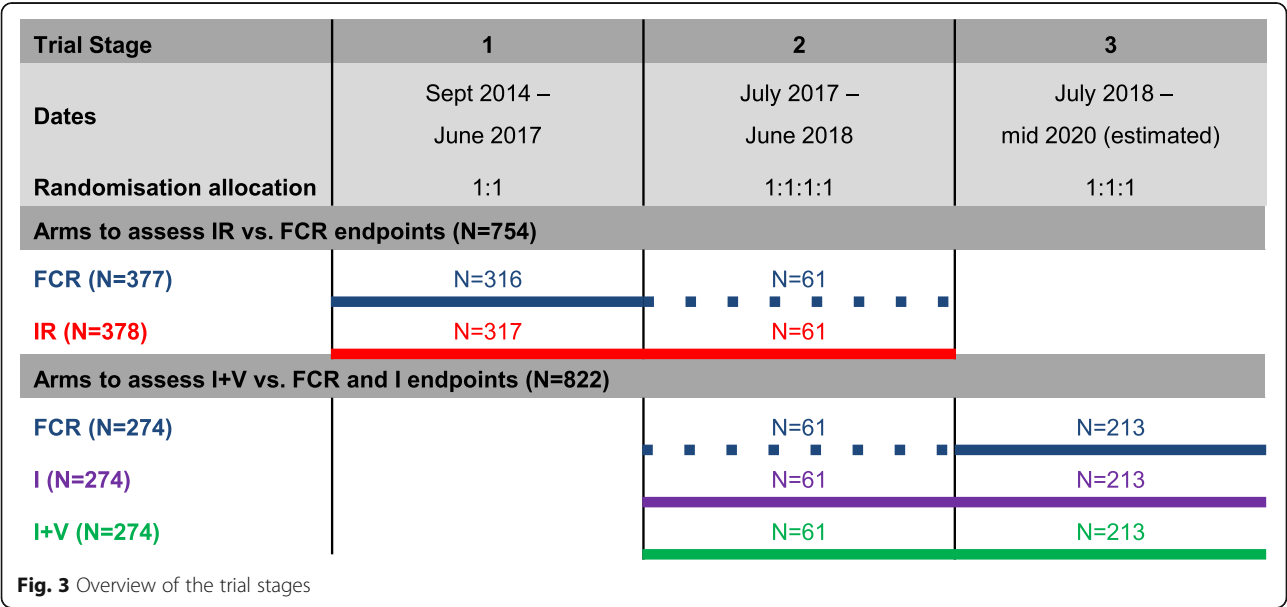 Trial Stage 1 2 3
Dates
Sept 2014 –
June 2017
July 2017 –
June 2018
July 2018 –
mid 2020 (estimated)
Randomisation allocation 1:1 1:1:1:1 1:1:1
Arms to assess IR vs. FCR endpoints (N=754)
FCR (N=377) N=316 N=61
IR (N=378) N=317 N=61
Arms to assess I+V vs. FCR and I endpoints (N=822)
FCR (N=274) N=61 N=213
I (N=274) N=61 N=213
I+V (N=274) N=61 N=213
Fig. 3 Overview of the trial stages